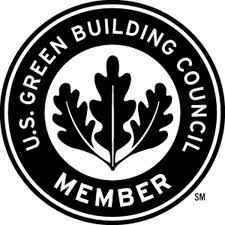 U.S. GREEN BUILDING COUNCIL
MEMBER
SM